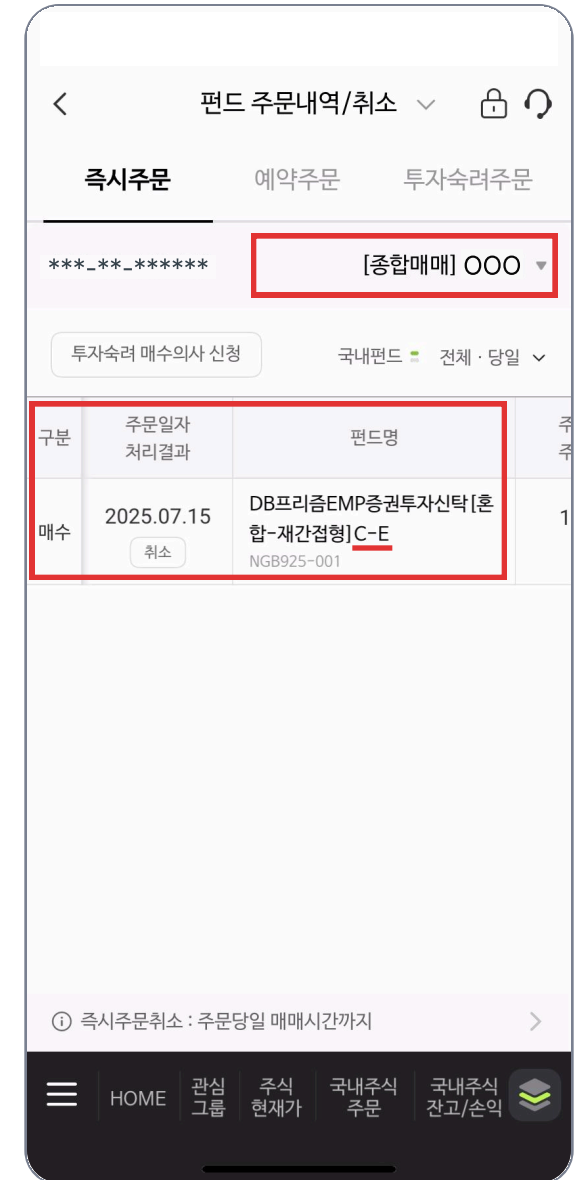 펀드 주문내역/취소
즉시주문 예약주문 투자숙려주문
***-**-****** [종합매매] OOO
투자숙려 매수의사 신청 국내펀드 전체 · 당일
구분 주문일자 처리결과 펀드명 주 주
매수 2025.07.15 취소
DB프리즘EMP증권투자신탁[혼
합-재간접형]C-E
NGB925-001
1
즉시주문취소 : 주문당일 매매시간까지
HOME 관심 그룹 주식 현재가 국내주식 주문 국내주식 잔고/손익